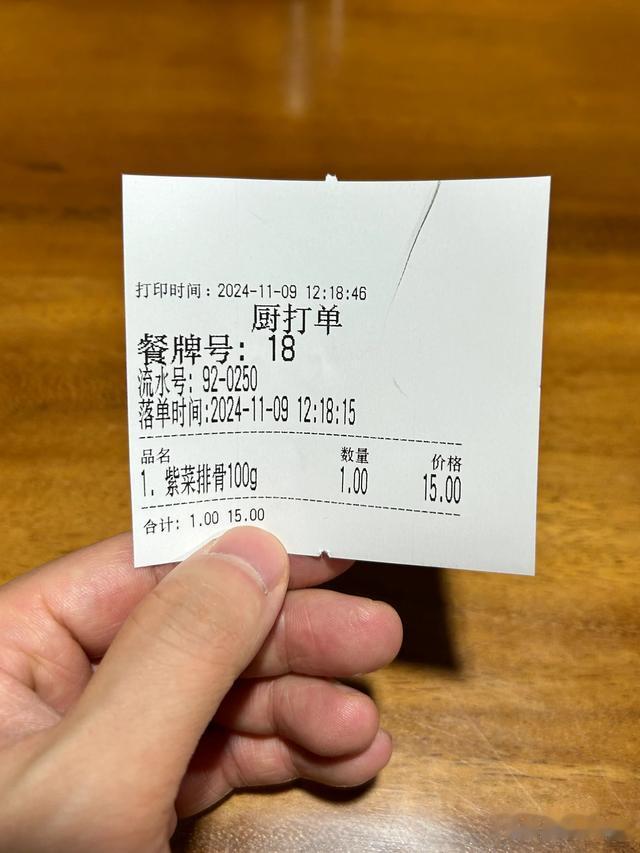 打印时间：2024-11-09 12:18:46
厨打单
餐牌号：18
流水号：92-0250
落单时间:2024-11-09 12:18:15
品名 数量 价格
1. 紫菜排骨100g 1.00 15.00
合计：1.00 15.00